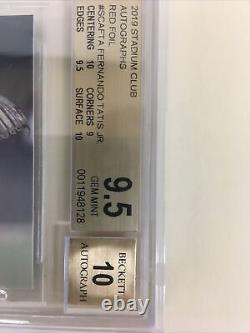 2019 STADIUM CLUB
AUTOGRAPHS
RED FOIL
#SCAFTA FERNANDO TATIS JR
CENTERING 10 CORNERS 9
EDGES 9.5 SURFACE 10
9.5
GEM MINT
0011948128
BECKETT
10
AUTOGRAPH